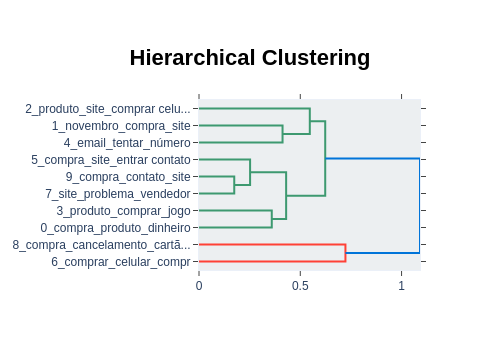 Hierarchical Clustering
2_produto_site_comprar celu...
1_novembro_compra_site
4_email_tentar_número
5_compra_site_entrar contato
9_compra_contato_site
7_site_problema_vendedor
3_produto_comprar_jogo
0_compra_produto_dinheiro
8_compra_cancelamento_cartã...
6_comprar_celular_compr
0 0.5 1